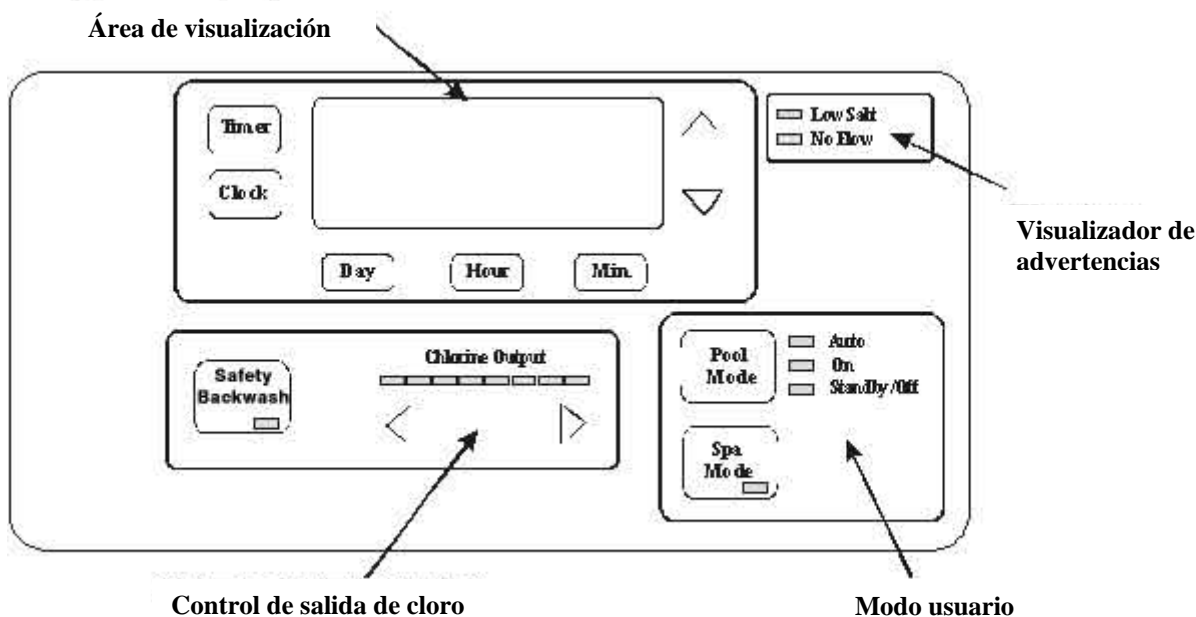 Área de visualización
Timer
Clock
Low Salt
No Flow
Day
Hour
Min.
Visualizador de
advertencias
Safety
Backwash
Chlorine Output
Pool
Mode
Auto
On
Standby/Off
Spa
Mode
Control de salida de cloro
Modo usuario